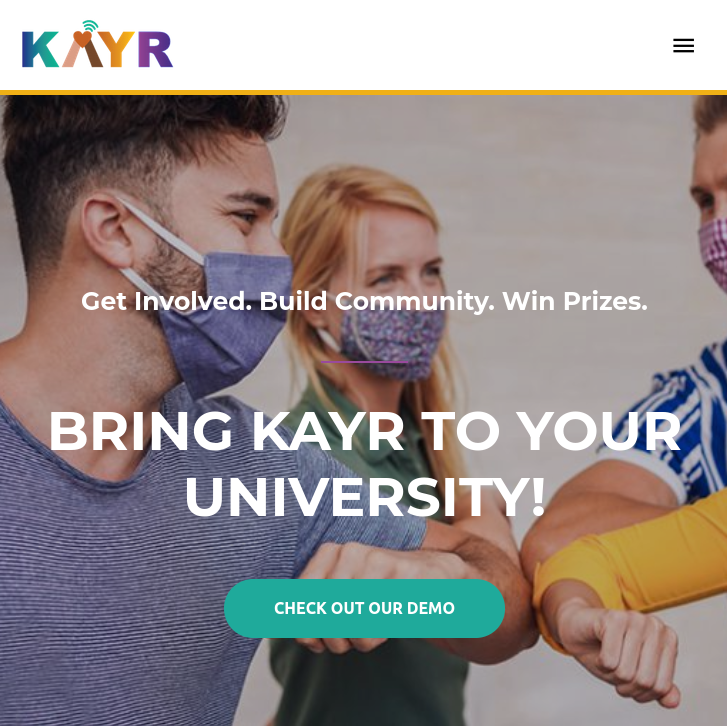 KAYR
Get Involved. Build Community. Win Prizes.
BRING KAYR TO YOUR
UNIVERSITY!
CHECK OUT OUR DEMO